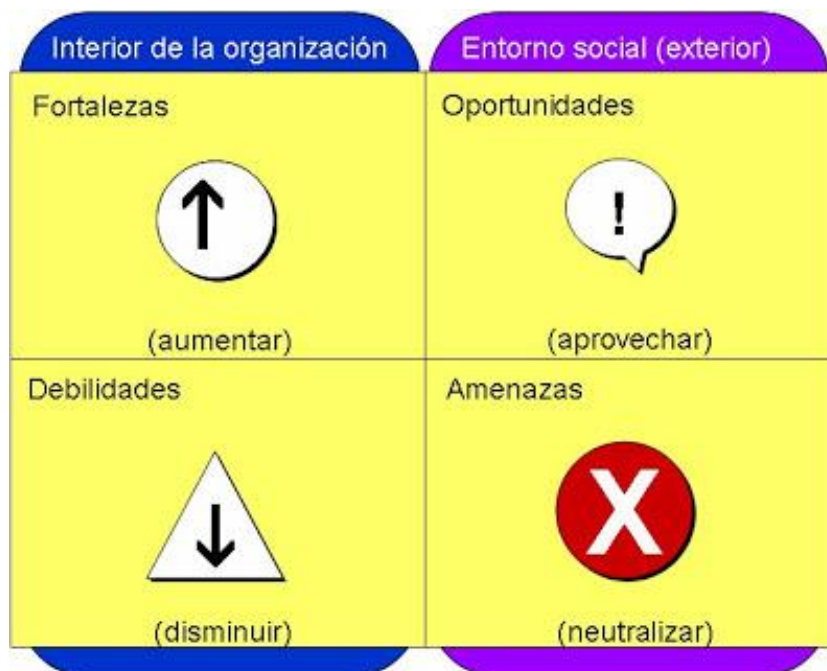 Interior de la organización
Entorno social (exterior)
Fortalezas
Oportunidades
!
(aumentar)
(aprovechar)
Debilidades
Amenazas
X
(disminuir)
(neutralizar)